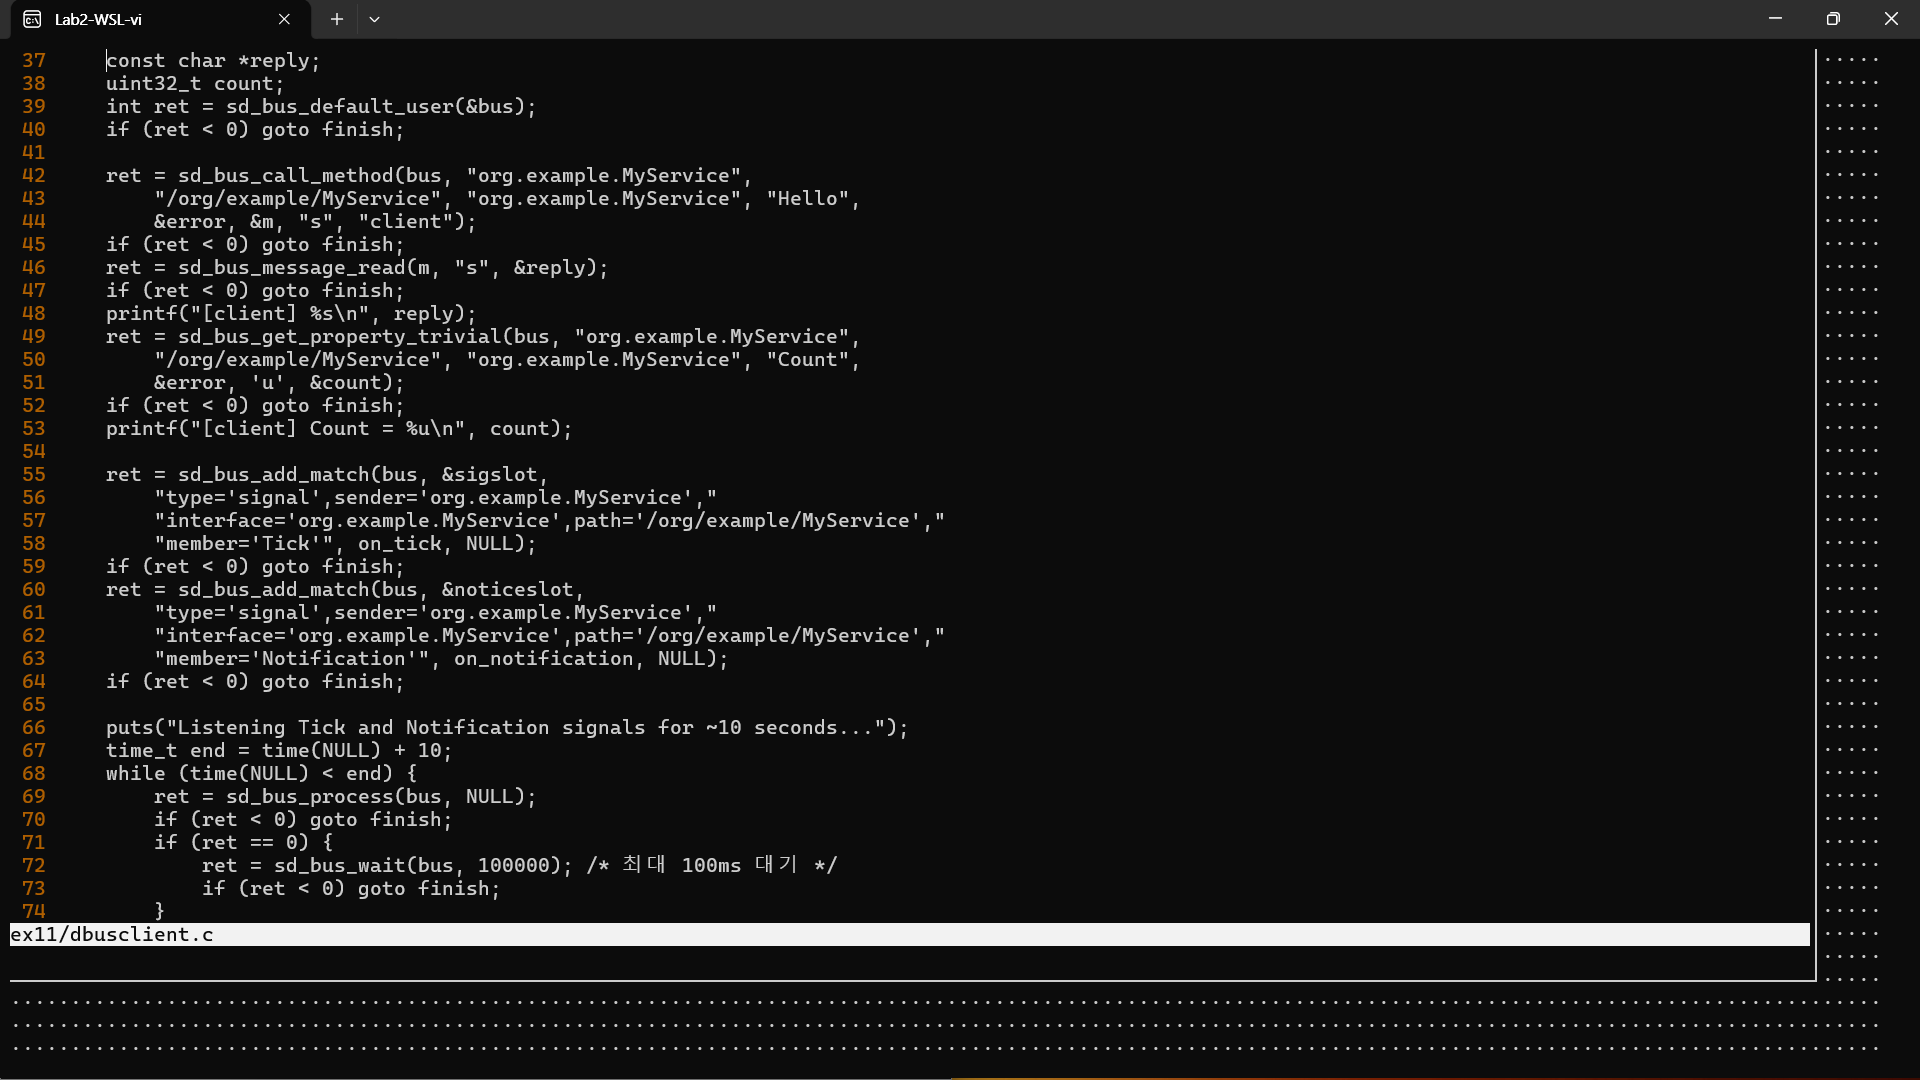 Lab2-WSL-vi
37     const char *reply;
38     uint32_t count;
39     int ret = sd_bus_default_user(&bus);
40     if (ret < 0) goto finish;
41
42     ret = sd_bus_call_method(bus, "org.example.MyService",
43         "/org/example/MyService", "org.example.MyService", "Hello",
44         &error, &m, "s", "client");
45     if (ret < 0) goto finish;
46     ret = sd_bus_message_read(m, "s", &reply);
47     if (ret < 0) goto finish;
48     printf("[client] %s\n", reply);
49     ret = sd_bus_get_property_trivial(bus, "org.example.MyService",
50         "/org/example/MyService", "org.example.MyService", "Count",
51         &error, 'u', &count);
52     if (ret < 0) goto finish;
53     printf("[client] Count = %u\n", count);
54
55     ret = sd_bus_add_match(bus, &sigslot,
56         "type='signal',sender='org.example.MyService',"
57         "interface='org.example.MyService',path='/org/example/MyService',"
58         "member='Tick'", on_tick, NULL);
59     if (ret < 0) goto finish;
60     ret = sd_bus_add_match(bus, &noticeslot,
61         "type='signal',sender='org.example.MyService',"
62         "interface='org.example.MyService',path='/org/example/MyService',"
63         "member='Notification'", on_notification, NULL);
64     if (ret < 0) goto finish;
65
66     puts("Listening Tick and Notification signals for ~10 seconds...");
67     time_t end = time(NULL) + 10;
68     while (time(NULL) < end) {
69         ret = sd_bus_process(bus, NULL);
70         if (ret < 0) goto finish;
71         if (ret == 0) {
72             ret = sd_bus_wait(bus, 100000); /* 최대 100ms 대기 */
73             if (ret < 0) goto finish;
74         }
ex11/dbusclient.c